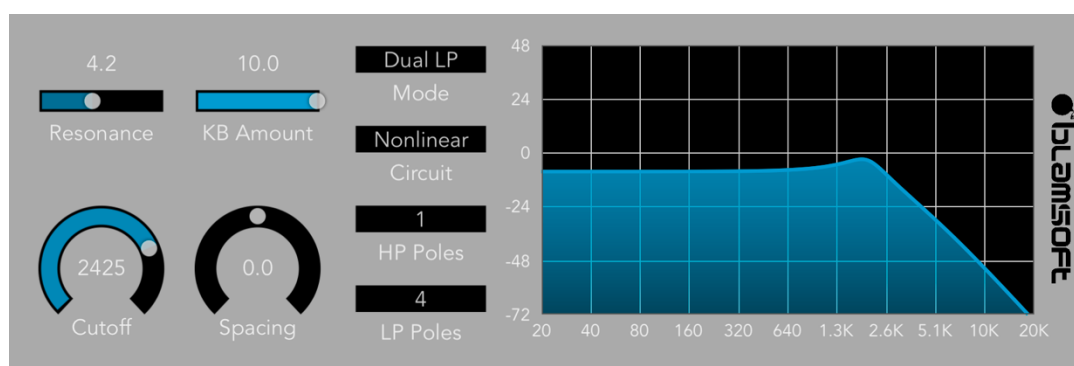 4.2
Resonance
10.0
KB Amount
2425
Cutoff
0.0
Spacing
Dual LP
Mode
Nonlinear
Circuit
1
HP Poles
4
LP Poles
48
24
0
-24
-48
-72
20 40 80 160 320 640 1.3K 2.6K 5.1K 10K 20K
blamsoft